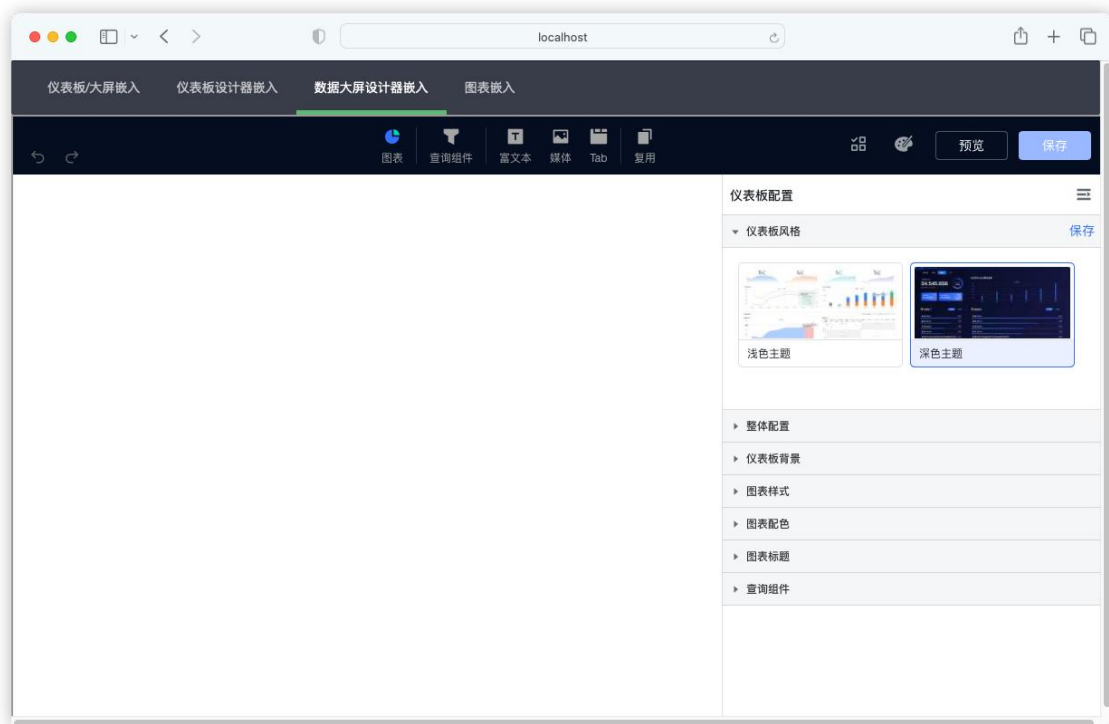 localhost
仪表板/大屏嵌入 仪表板设计器嵌入 数据大屏设计器嵌入 图表嵌入
图表 查询组件 富文本 媒体 Tab 复用 预览 保存
仪表板配置
仪表板风格 保存
浅色主题 深色主题
整体配置
仪表板背景
图表样式
图表配色
图表标题
查询组件